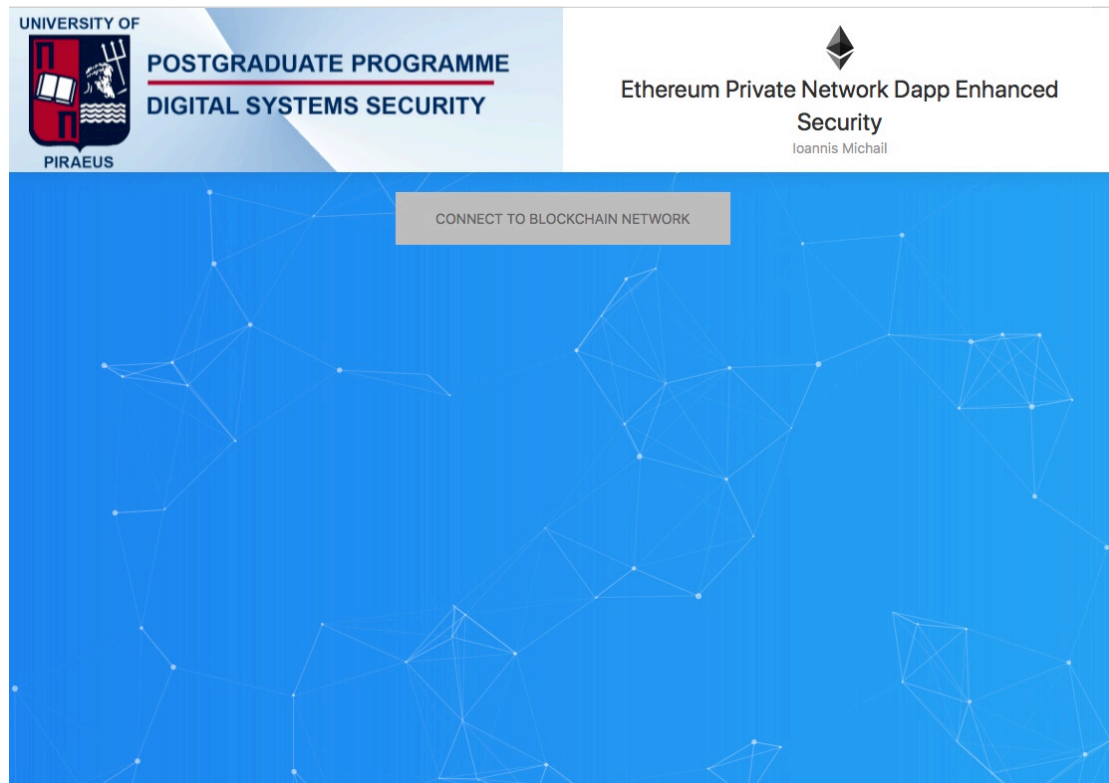 UNIVERSITY OF
PIRAEUS
POSTGRADUATE PROGRAMME
DIGITAL SYSTEMS SECURITY
Ethereum Private Network Dapp Enhanced
Security
Ioannis Michail
CONNECT TO BLOCKCHAIN NETWORK